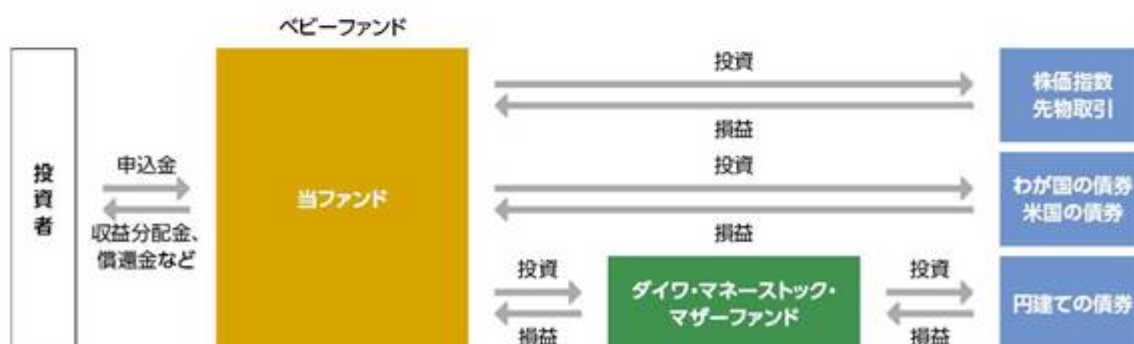 ベビーファンド
投資者
申込金
収益分配金、
償還金など
当ファンド
投資
損益
株価指数
先物取引
投資
損益
わが国の債券
米国の債券
投資
損益
ダイワ・マネーストック・
マザーファンド
投資
損益
円建ての債券